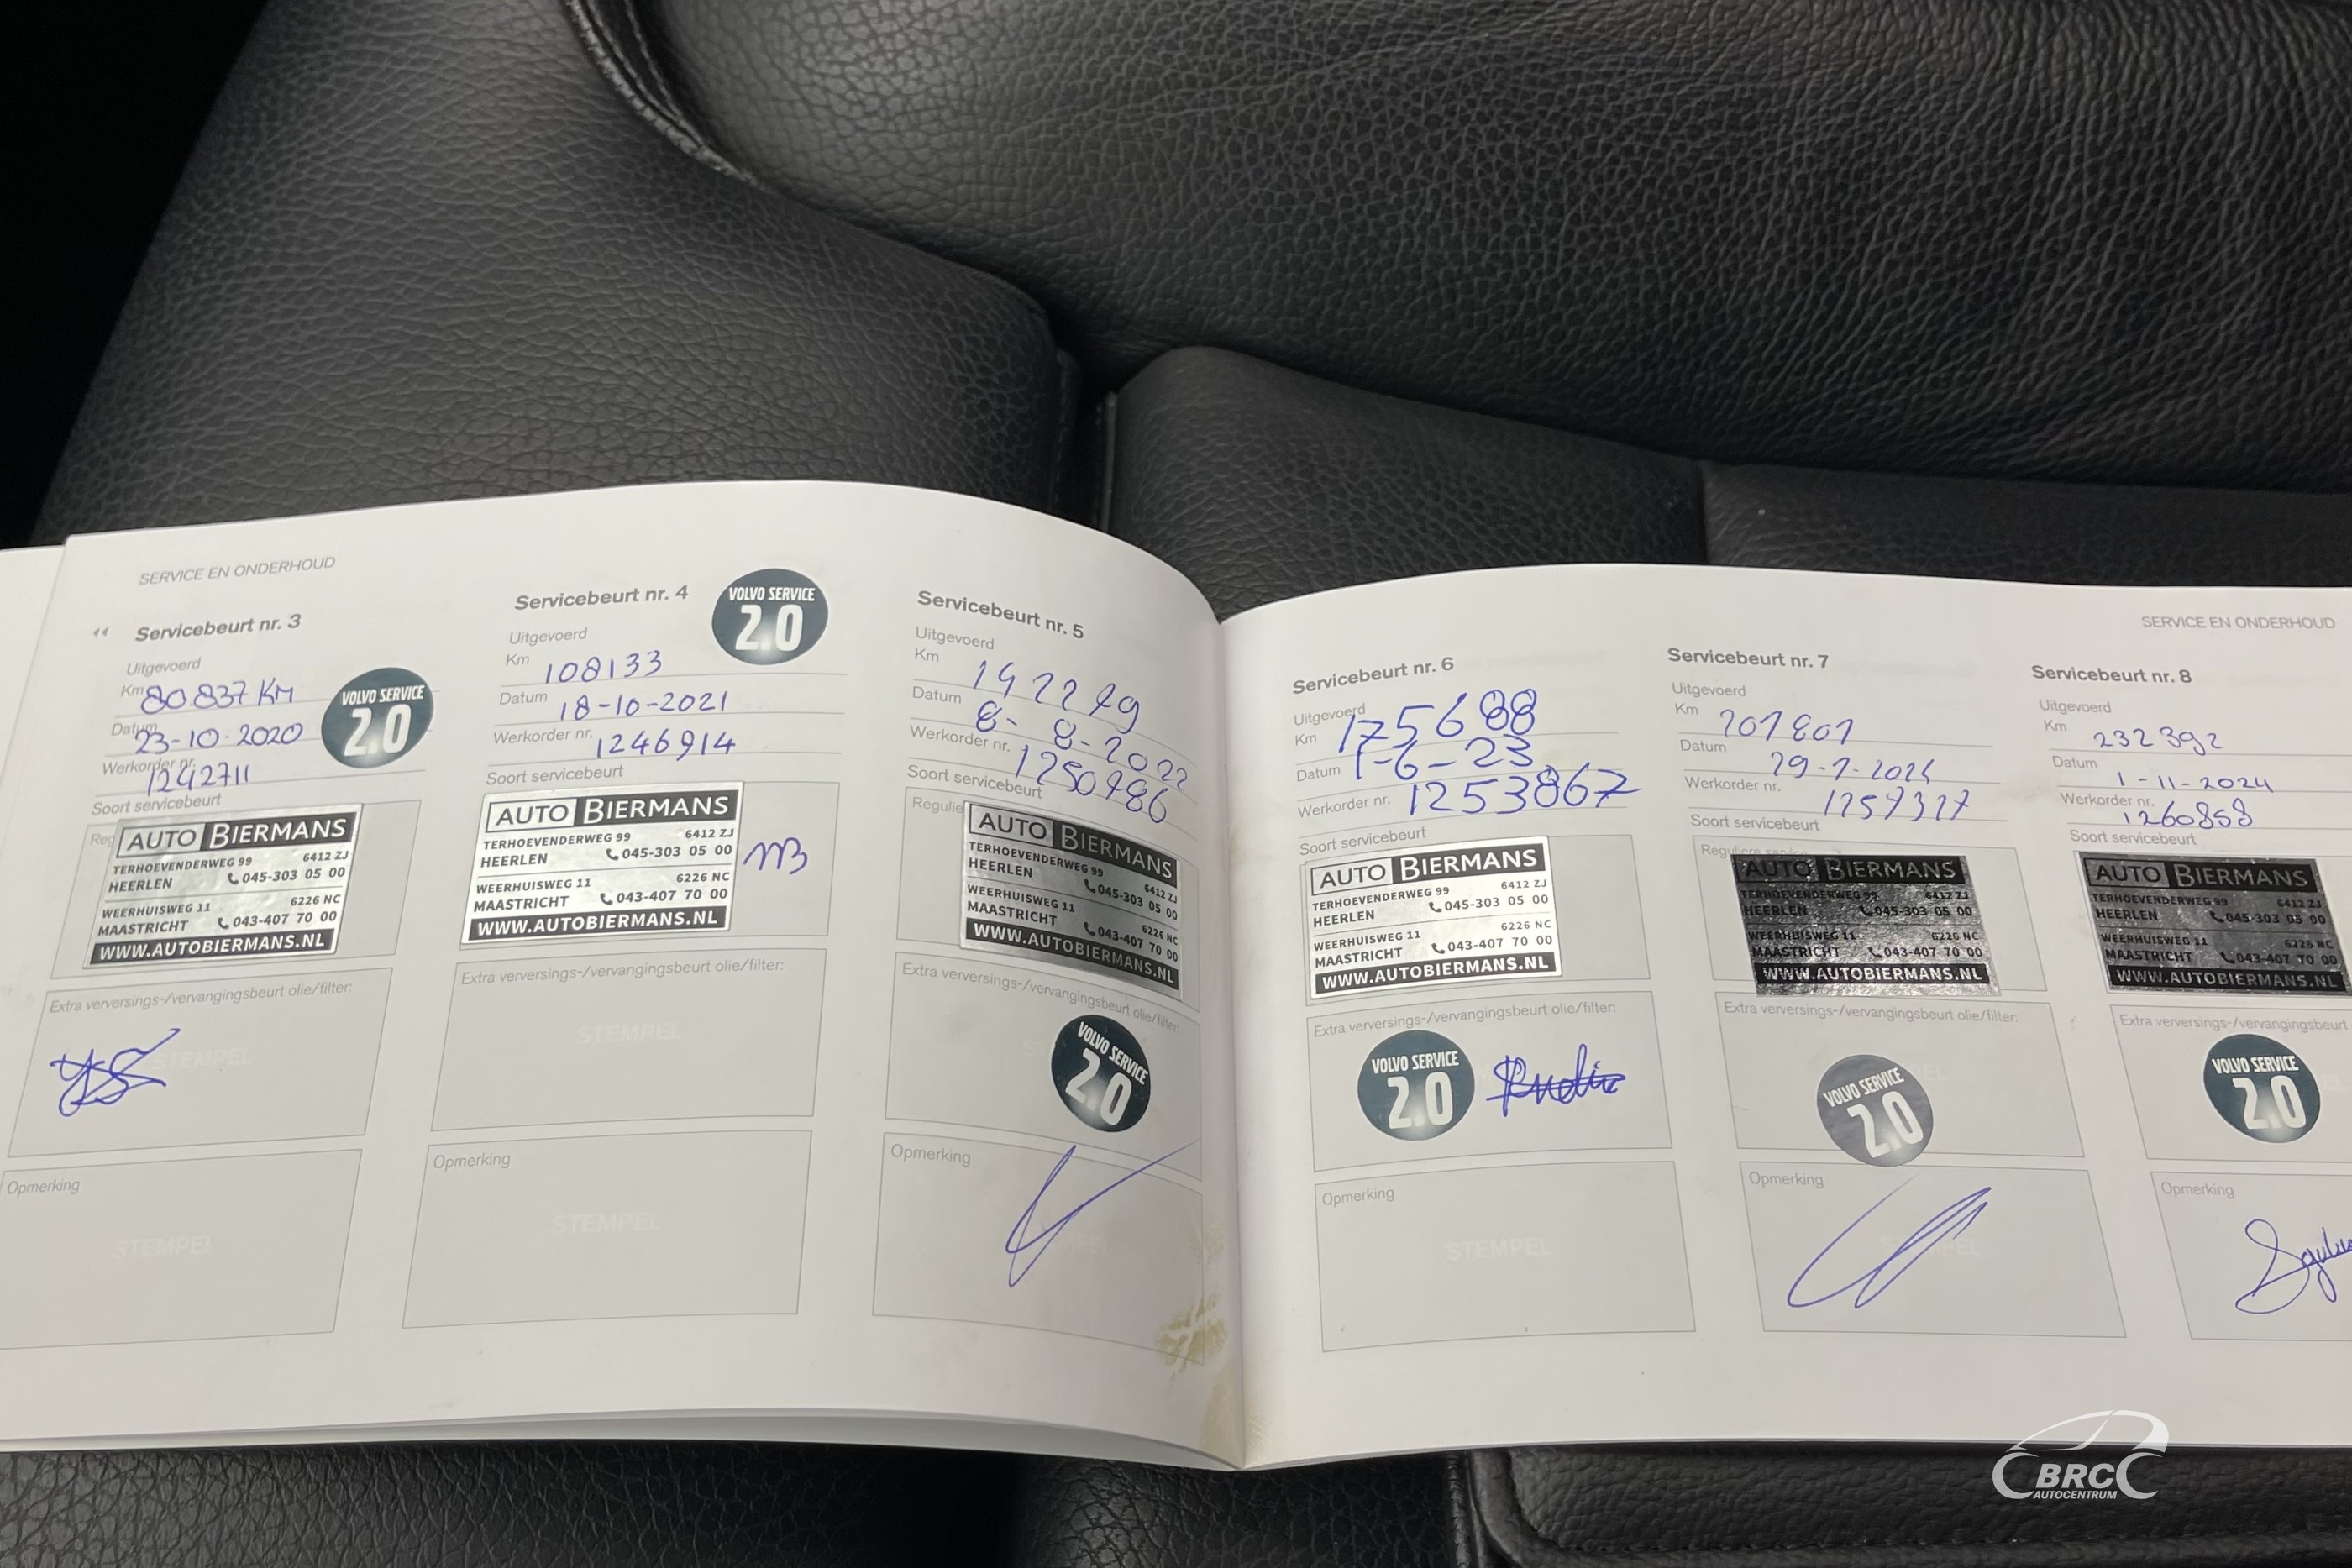 SERVICE EN ONDERHOUD
Servicebeurt nr. 3
Uitgevoerd
Km 80837 KM
Datum 23-10-2020
Werkorder nr. 1242711
Soort servicebeurt
AUTO BIERMANS
TERHOEVENDERWEG 99 6412 ZJ
HEERLEN 045-303 05 00
WEERHUISWEG 11 6226 NC
MAASTRICHT 043-407 70 00
WWW.AUTOBIERMANS.NL
VOLVO SERVICE
2.0
Extra verversings-/vervangingsbeurt olie/filter:
STEMPEL
Opmerking
STEMPEL
Servicebeurt nr. 4
VOLVO SERVICE
2.0
Uitgevoerd
Km 108133
Datum 18-10-2021
Werkorder nr. 1246914
Soort servicebeurt
AUTO BIERMANS
TERHOEVENDERWEG 99 6412 ZJ
HEERLEN 045-303 05 00
WEERHUISWEG 11 6226 NC
MAASTRICHT 043-407 70 00
WWW.AUTOBIERMANS.NL
Extra verversings-/vervangingsbeurt olie/filter:
STEMPEL
Opmerking
STEMPEL
Servicebeurt nr. 5
Uitgevoerd
Km
Datum 8-8-2022
Werkorder nr.
Soort servicebeurt
AUTO BIERMANS
TERHOEVENDERWEG 99 6412 ZJ
HEERLEN 045-303 05 00
WEERHUISWEG 11 6226 NC
MAASTRICHT 043-407 70 00
WWW.AUTOBIERMANS.NL
Extra verversings-/vervangingsbeurt olie/filter:
VOLVO SERVICE
2.0
Opmerking
SERVICE EN ONDERHOUD
Servicebeurt nr. 6
Uitgevoerd
Km 175688
Datum 1-6-23
Werkorder nr. 1253867
Soort servicebeurt
AUTO BIERMANS
TERHOEVENDERWEG 99 6412 ZJ
HEERLEN 045-303 05 00
WEERHUISWEG 11 6226 NC
MAASTRICHT 043-407 70 00
WWW.AUTOBIERMANS.NL
Extra verversings-/vervangingsbeurt olie/filter:
VOLVO SERVICE
2.0
Opmerking
STEMPEL
Servicebeurt nr. 7
Uitgevoerd
Km
Datum
Werkorder nr.
Soort servicebeurt
Reguliere service
AUTO BIERMANS
TERHOEVENDERWEG 99 6412 ZJ
HEERLEN 045-303 05 00
WEERHUISWEG 11 6226 NC
MAASTRICHT 043-407 70 00
WWW.AUTOBIERMANS.NL
Extra verversings-/vervangingsbeurt olie/filter:
VOLVO SERVICE
2.0
Opmerking
Servicebeurt nr. 8
Uitgevoerd
Km 232392
Datum 1-11-2024
Werkorder nr. 1260858
Soort servicebeurt
AUTO BIERMANS
TERHOEVENDERWEG 99 6412 ZJ
HEERLEN 045-303 05 00
WEERHUISWEG 11 6226 NC
MAASTRICHT 043-407 70 00
WWW.AUTOBIERMANS.NL
Extra verversings-/vervangingsbeurt
VOLVO SERVICE
2.0
Opmerking
BRC
AUTOCENTRUM